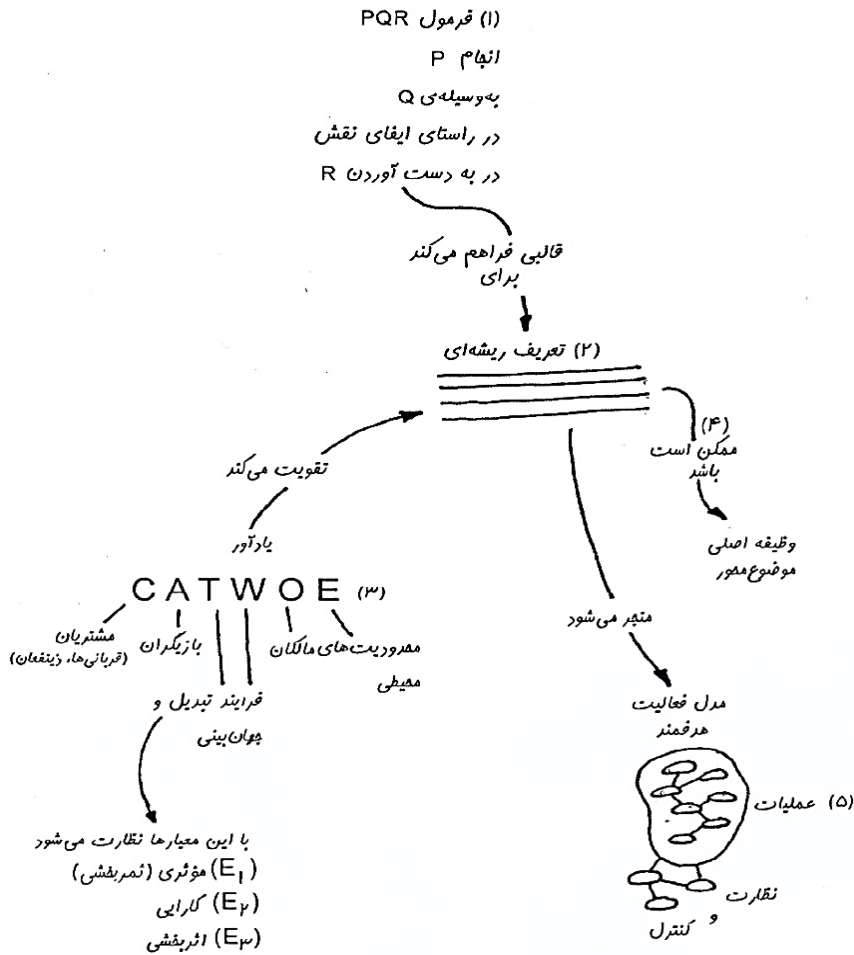 (۱) فرمول PQR
انجام P
به‌وسیله‌ی Q
در راستای ایفای نقش
در به دست آوردن R
قالبی فراهم می‌کند
برای
(۲) تعریف ریشه‌ای
(۴)
ممکن است
باشد
وظیفه اصلی
موضوع‌محور
تقویت می‌کند
یادآور
CATWOE (۳)
مشتریان
(قربانی‌ها، ذینفعان)
بازیگران
مالکان
محدودیت‌های
محیطی
فرایند تبدیل و
جهان‌بینی
با این معیارها نظارت می‌شود
(E۱) مؤثری (ثمربخشی)
(E۲) کارایی
(E۳) اثربخشی
منجر می‌شود
مدل فعالیت
هدفمند
(۵) عملیات
نظارت
و
کنترل